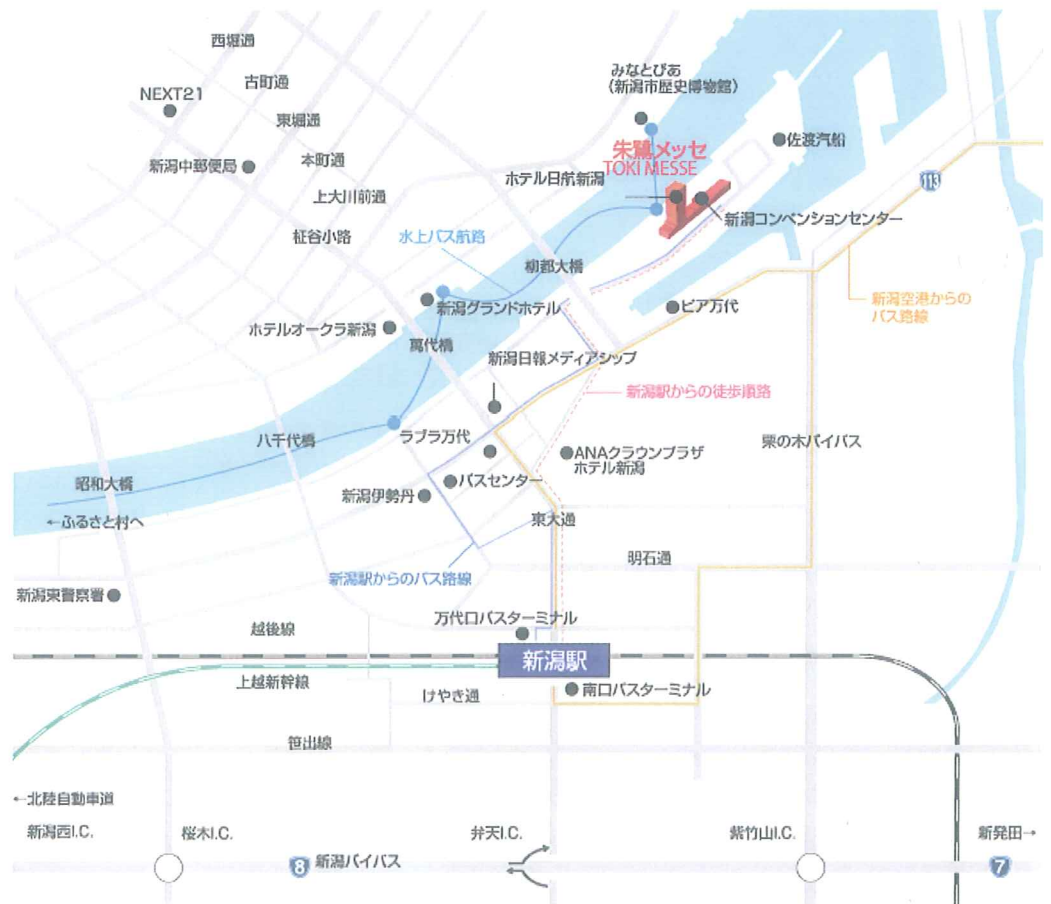 西堀通
古町通
NEXT21
東堀通
新潟中郵便局
本町通
上大川前通
柾谷小路
みなとぴあ
(新潟市歴史博物館)
佐渡汽船
朱鷺メッセ
TOKI MESSE
ホテル日航新潟
113
新潟コンベンションセンター
水上バス航路
柳都大橋
新潟グランドホテル
ピア万代
新潟空港からの
バス路線
ホテルオークラ新潟
萬代橋
新潟日報メディアシップ
新潟駅からの徒歩順路
八千代橋
ラブラ万代
ANAクラウンプラザ
ホテル新潟
栗の木バイパス
昭和大橋
バスセンター
新潟伊勢丹
←ふるさと村へ
東大通
明石通
新潟駅からのバス路線
新潟東警察署
万代口バスターミナル
越後線
新潟駅
上越新幹線
けやき通
南口バスターミナル
笹出線
←北陸自動車道
新潟西I.C.
桜木I.C.
弁天I.C.
紫竹山I.C.
新発田→
8
新潟バイパス
7